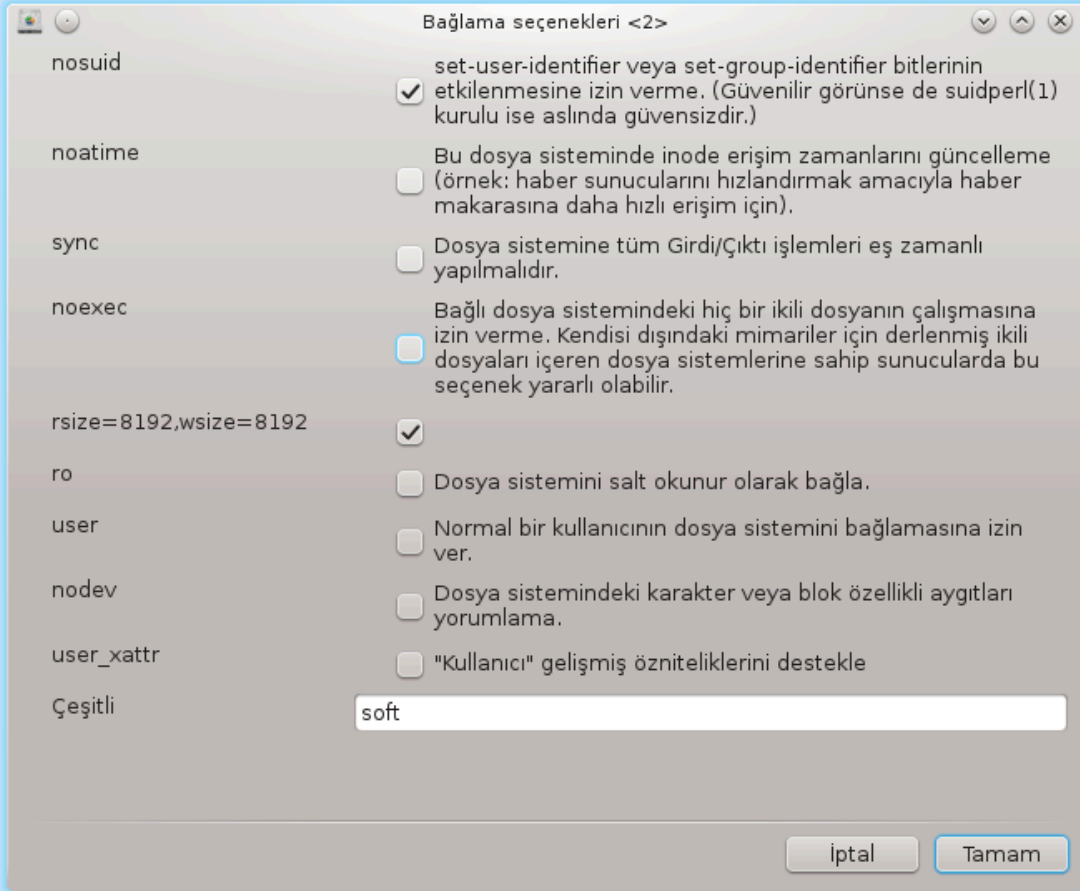 Bağlama seçenekleri <2>
nosuid
set-user-identifier veya set-group-identifier bitlerinin
etkilenmesine izin verme. (Güvenilir görünse de suidperl(1)
kurulu ise aslında güvensizdir.)
noatime
Bu dosya sisteminde inode erişim zamanlarını güncelleme
(örnek: haber sunucularını hızlandırmak amacıyla haber
makarasına daha hızlı erişim için).
sync
Dosya sistemine tüm Girdi/Çıktı işlemleri eş zamanlı
yapılmalıdır.
noexec
Bağlı dosya sistemindeki hiç bir ikili dosyanın çalışmasına
izin verme. Kendisi dışındaki mimariler için derlenmiş ikili
dosyaları içeren dosya sistemlerine sahip sunucularda bu
seçenek yararlı olabilir.
rsize=8192,wsize=8192
ro
Dosya sistemini salt okunur olarak bağla.
user
Normal bir kullanıcının dosya sistemini bağlamasına izin
ver.
nodev
Dosya sistemindeki karakter veya blok özellikli aygıtları
yorumlama.
user_xattr
"Kullanıcı" gelişmiş özniteliklerini destekle
Çeşitli
soft
İptal
Tamam